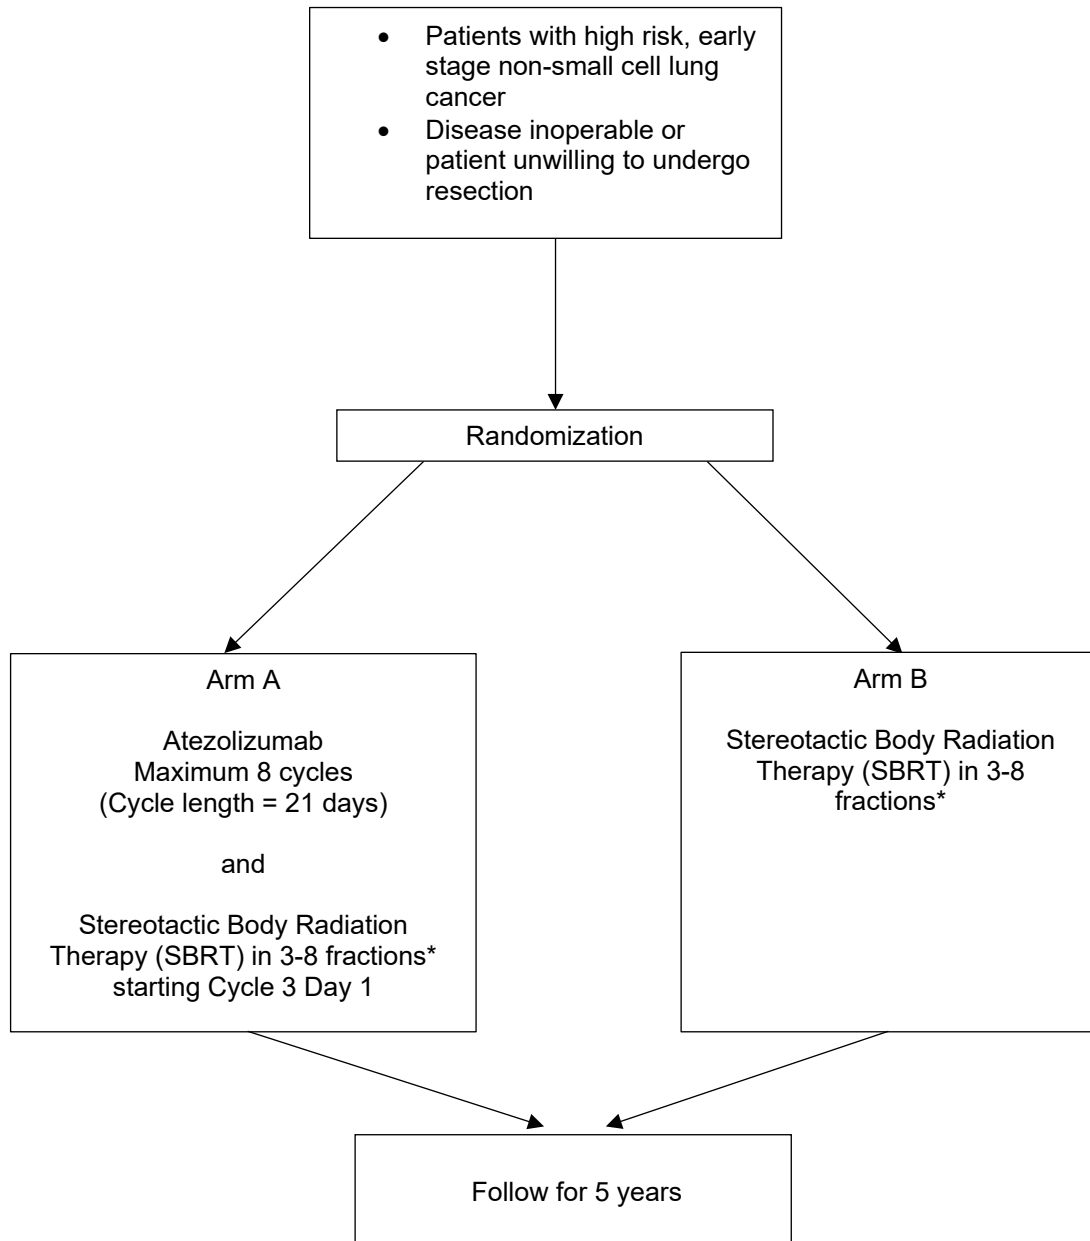 • Patients with high risk, early
stage non-small cell lung
cancer
• Disease inoperable or
patient unwilling to undergo
resection
Randomization
Arm A
Atezolizumab
Maximum 8 cycles
(Cycle length = 21 days)
and
Stereotactic Body Radiation
Therapy (SBRT) in 3-8 fractions*
starting Cycle 3 Day 1
Arm B
Stereotactic Body Radiation
Therapy (SBRT) in 3-8
fractions*
Follow for 5 years